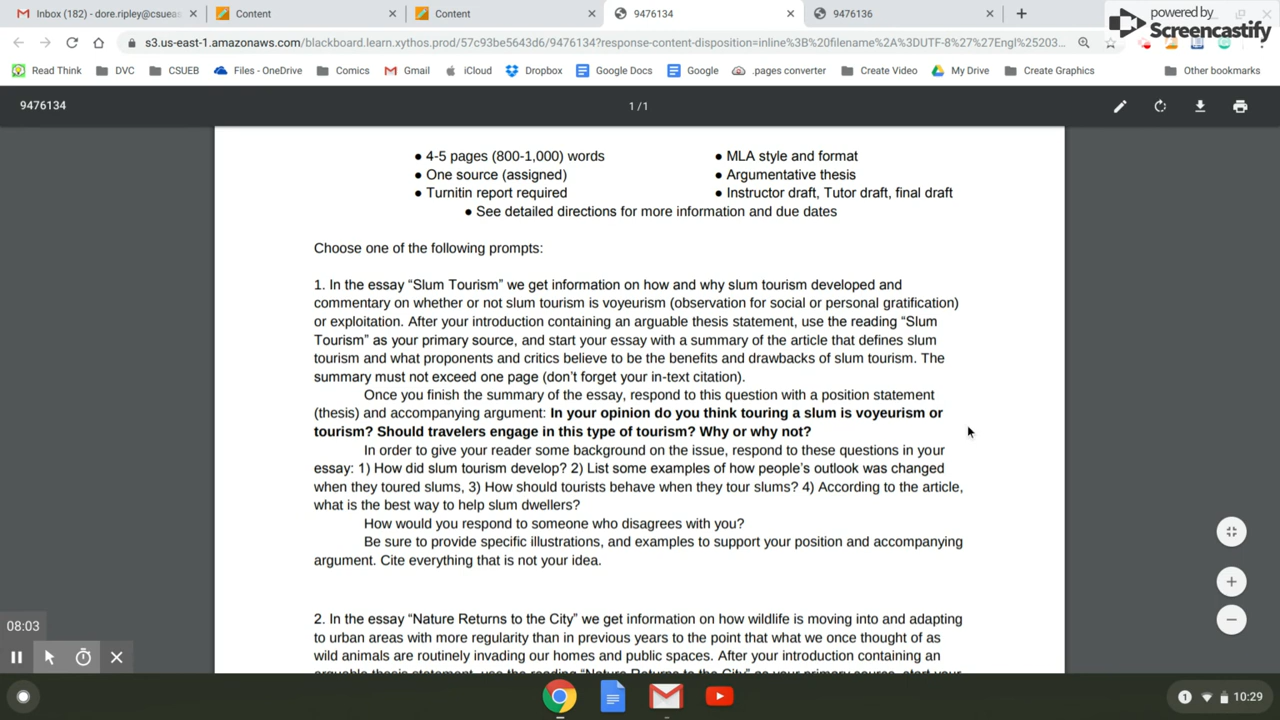 Inbox (182) - dore.ripley@csueas
Content
Content
9476134
9476136
powered by
Screencastify
s3.us-east-1.amazonaws.com/blackboard.learn.xythos.prod/57bc3be56d3d6/9476134?response-content-disposition=inline%3B%20filename%2A%3DUTF-8%27%27Engl%25203...
Read Think
DVC
CSUEB
Files - OneDrive
Comics
Gmail
iCloud
Dropbox
Google Docs
Google
.pages converter
Create Video
My Drive
Create Graphics
Other bookmarks
9476134
1 / 1
● 4-5 pages (800-1,000) words
● MLA style and format
● One source (assigned)
● Argumentative thesis
● Turnitin report required
● Instructor draft, Tutor draft, final draft
● See detailed directions for more information and due dates
Choose one of the following prompts:
1. In the essay “Slum Tourism” we get information on how and why slum tourism developed and
commentary on whether or not slum tourism is voyeurism (observation for social or personal gratification)
or exploitation. After your introduction containing an arguable thesis statement, use the reading “Slum
Tourism” as your primary source, and start your essay with a summary of the article that defines slum
tourism and what proponents and critics believe to be the benefits and drawbacks of slum tourism. The
summary must not exceed one page (don’t forget your in-text citation).
Once you finish the summary of the essay, respond to this question with a position statement
(thesis) and accompanying argument: In your opinion do you think touring a slum is voyeurism or
tourism? Should travelers engage in this type of tourism? Why or why not?
In order to give your reader some background on the issue, respond to these questions in your
essay: 1) How did slum tourism develop? 2) List some examples of how people’s outlook was changed
when they toured slums, 3) How should tourists behave when they tour slums? 4) According to the article,
what is the best way to help slum dwellers?
How would you respond to someone who disagrees with you?
Be sure to provide specific illustrations, and examples to support your position and accompanying
argument. Cite everything that is not your idea.
2. In the essay “Nature Returns to the City” we get information on how wildlife is moving into and adapting
to urban areas with more regularity than in previous years to the point that what we once thought of as
wild animals are routinely invading our homes and public spaces. After your introduction containing an
arguable thesis statement, use the reading “Nature Returns to the City” as your primary source, start your
08:03
1
10:29